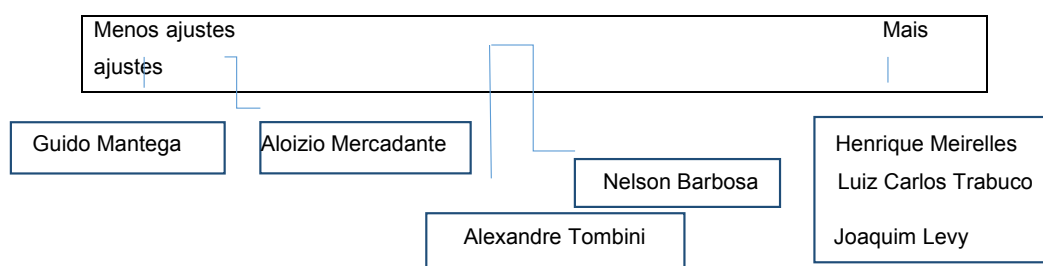 Menos ajustes Mais
ajustes
Guido Mantega
Aloizio Mercadante
Henrique Meirelles
Nelson Barbosa
Luiz Carlos Trabuco
Alexandre Tombini
Joaquim Levy